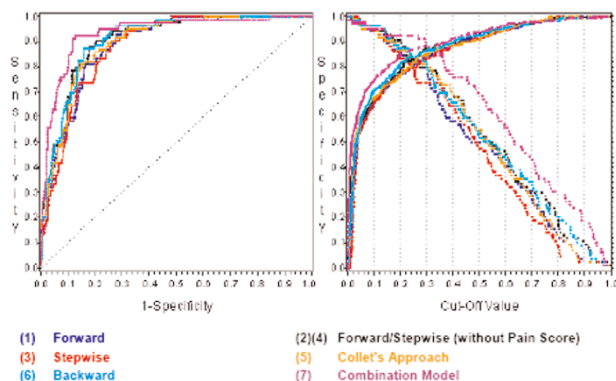 1.0 0.9 0.8 0.7 0.6 0.5 0.4 0.3 0.2 0.1 0.0
Sensitivity
0.0 0.1 0.2 0.3 0.4 0.5 0.6 0.7 0.8 0.9 1.0
1-Specificity
1.0 0.9 0.8 0.7 0.6 0.5 0.4 0.3 0.2 0.1 0.0
Specificity
0.0 0.1 0.2 0.3 0.4 0.5 0.6 0.7 0.8 0.9 1.0
Cut-Off Value
(1) Forward
(2)(4) Forward/Stepwise (without Pain Score)
(3) Stepwise
(5) Collet's Approach
(6) Backward
(7) Combination Model